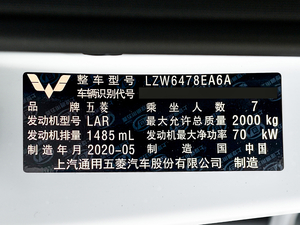 整车型号 LZW6478EA6A
车辆识别代号
品牌 五菱 乘坐人数 7
发动机型号 LAR 最大允许总质量 2000 kg
发动机排量 1485 mL 发动机最大净功率 70 kW
制造年月 2020-05 制造国 中国
上汽通用五菱汽车股份有限公司 制造